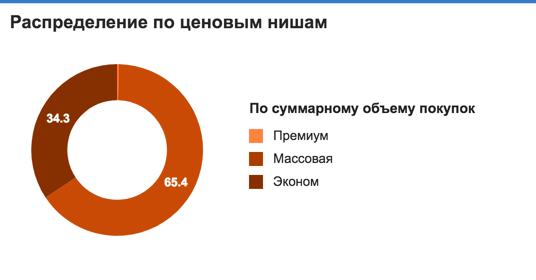 Распределение по ценовым нишам
По суммарному объему покупок
Премиум
Массовая
Эконом
34.3
65.4